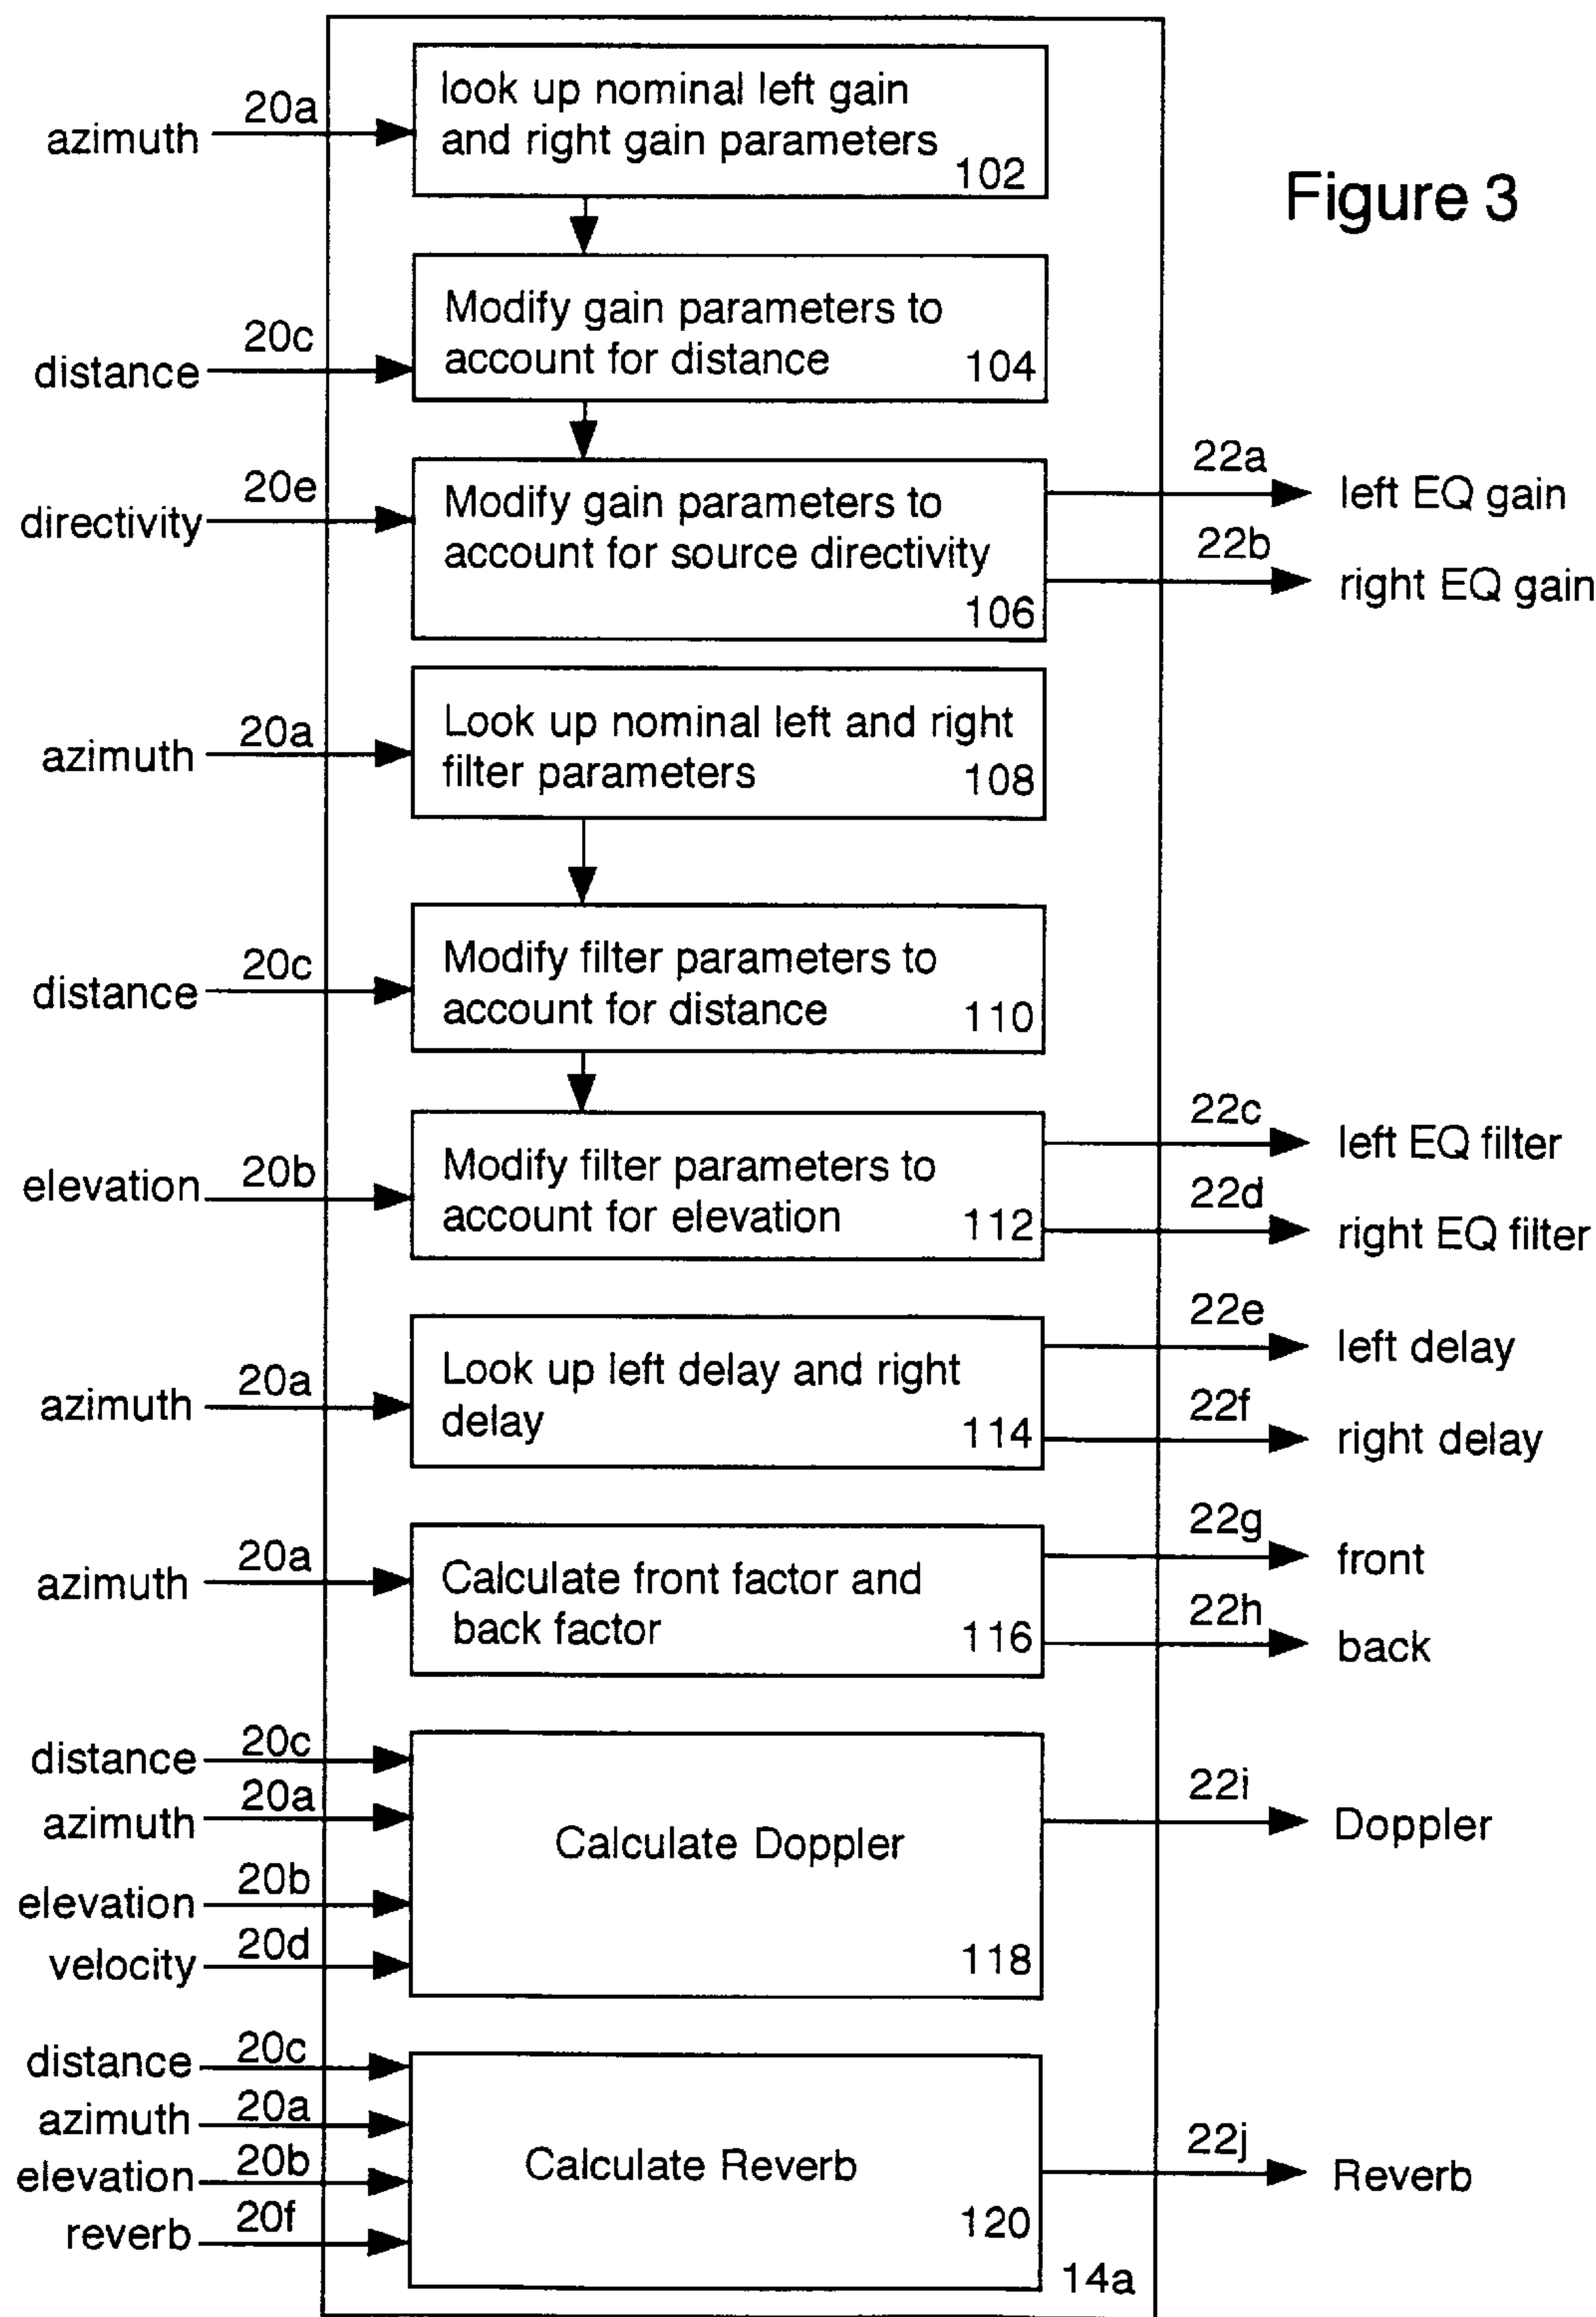 look up nominal left gain
and right gain parameters
102
azimuth
20a
Figure 3
Modify gain parameters to
account for distance
104
distance
20c
Modify gain parameters to
account for source directivity
106
directivity
20e
22a
left EQ gain
22b
right EQ gain
Look up nominal left and right
filter parameters
108
azimuth
20a
Modify filter parameters to
account for distance
110
distance
20c
Modify filter parameters to
account for elevation
112
elevation
20b
22c
left EQ filter
22d
right EQ filter
Look up left delay and right
delay
114
azimuth
20a
22e
left delay
22f
right delay
Calculate front factor and
back factor
116
azimuth
20a
22g
front
22h
back
distance
20c
azimuth
20a
elevation
20b
velocity
20d
Calculate Doppler
118
22i
Doppler
distance
20c
azimuth
20a
elevation
20b
reverb
20f
Calculate Reverb
120
22j
Reverb
14a